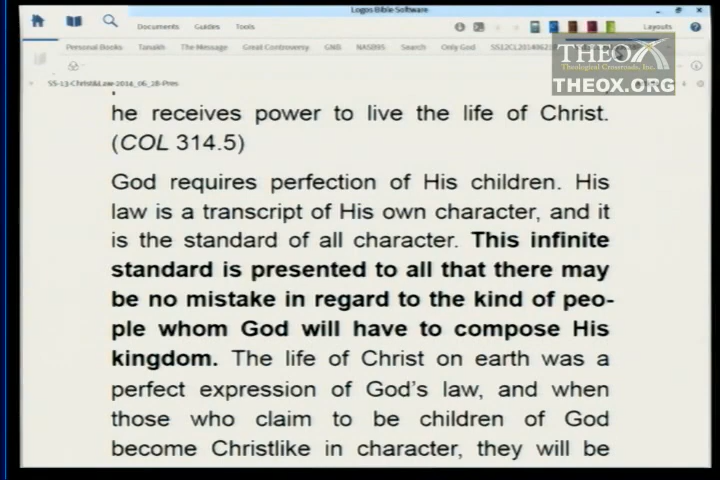 Logos Bible Software
Documents Guides Tools
Layouts
Personal Books Tanakh The Message Great Controversy GNB NASB95 Search Only God
THEOX
Theological Crossroads, Inc.
THEOX.ORG
he receives power to live the life of Christ.
(COL 314.5)
God requires perfection of His children. His
law is a transcript of His own character, and it
is the standard of all character. This infinite
standard is presented to all that there may
be no mistake in regard to the kind of peo-
ple whom God will have to compose His
kingdom. The life of Christ on earth was a
perfect expression of God's law, and when
those who claim to be children of God
become Christlike in character, they will be